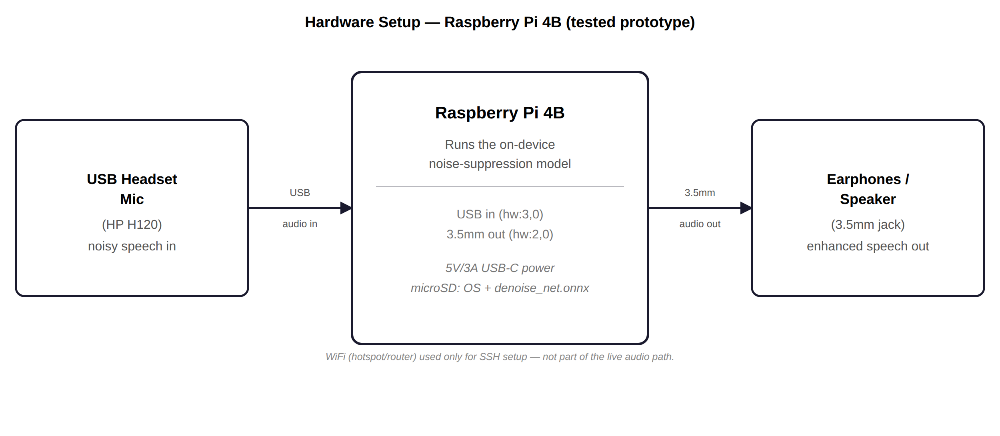 Hardware Setup — Raspberry Pi 4B (tested prototype)
USB Headset
Mic
(HP H120)
noisy speech in
USB
audio in
Raspberry Pi 4B
Runs the on-device
noise-suppression model
USB in (hw:3,0)
3.5mm out (hw:2,0)
5V/3A USB-C power
microSD: OS + denoise_net.onnx
3.5mm
audio out
Earphones /
Speaker
(3.5mm jack)
enhanced speech out
WiFi (hotspot/router) used only for SSH setup — not part of the live audio path.